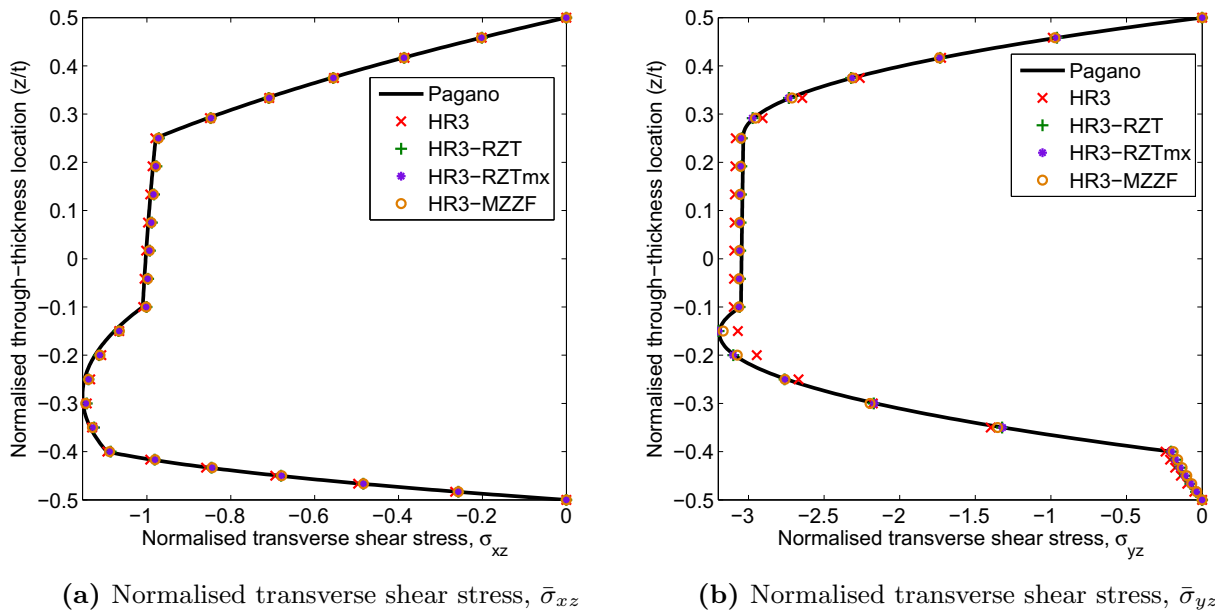 Normalised through−thickness location (z/t)
0.5
0.4
0.3
0.2
0.1
0
−0.1
−0.2
−0.3
−0.4
−0.5
−1
−0.8
−0.6
−0.4
−0.2
0
Normalised transverse shear stress, σxz
Pagano
HR3
HR3−RZT
HR3−RZTmx
HR3−MZZF
(a) Normalised transverse shear stress, σ̄xz
Normalised through−thickness location (z/t)
0.5
0.4
0.3
0.2
0.1
0
−0.1
−0.2
−0.3
−0.4
−0.5
−3
−2.5
−2
−1.5
−1
−0.5
0
Normalised transverse shear stress, σyz
Pagano
HR3
HR3−RZT
HR3−RZTmx
HR3−MZZF
(b) Normalised transverse shear stress, σ̄yz